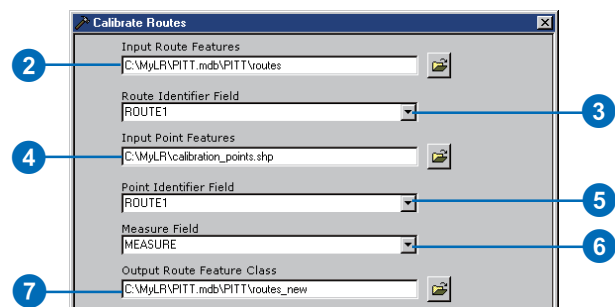 Calibrate Routes
Input Route Features
2 C:\MyLR\PITT.mdb\PITT\routes
Route Identifier Field
ROUTE1 3
Input Point Features
4 C:\MyLR\calibration_points.shp
Point Identifier Field
ROUTE1 5
Measure Field
MEASURE 6
Output Route Feature Class
7 C:\MyLR\PITT.mdb\PITT\routes_new